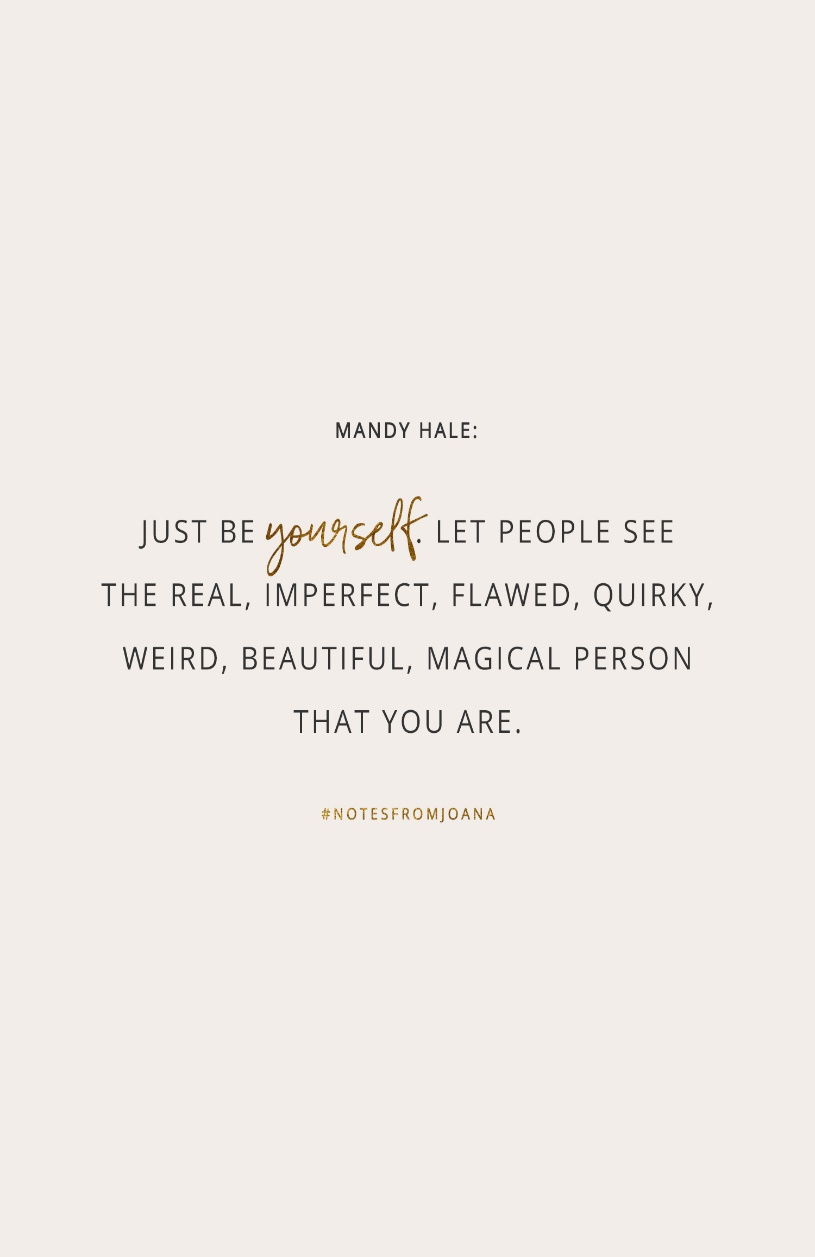 MANDY HALE:
JUST BE yourself. LET PEOPLE SEE
THE REAL, IMPERFECT, FLAWED, QUIRKY,
WEIRD, BEAUTIFUL, MAGICAL PERSON
THAT YOU ARE.
#NOTESFROMJOANA